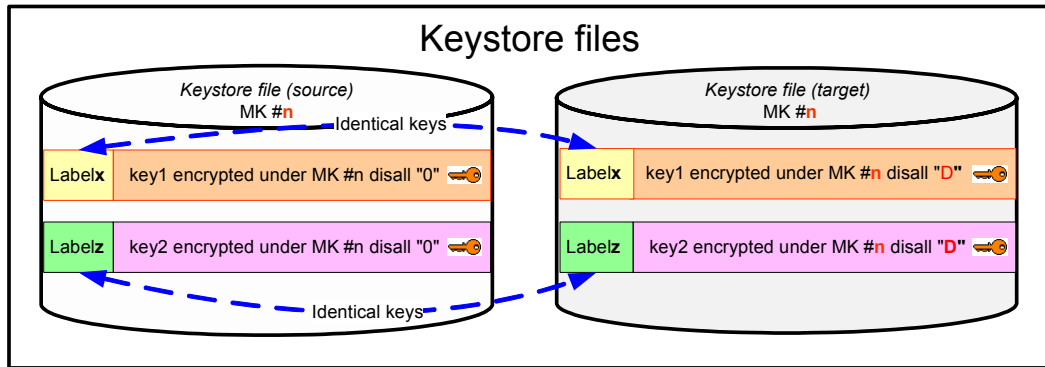 Keystore files
Keystore file (source)
MK #n
Keystore file (target)
MK #n
Identical keys
Labelx
key1 encrypted under MK #n disall "0"
Labelx
key1 encrypted under MK #n disall "D"
Labelz
key2 encrypted under MK #n disall "0"
Labelz
key2 encrypted under MK #n disall "D"
Identical keys